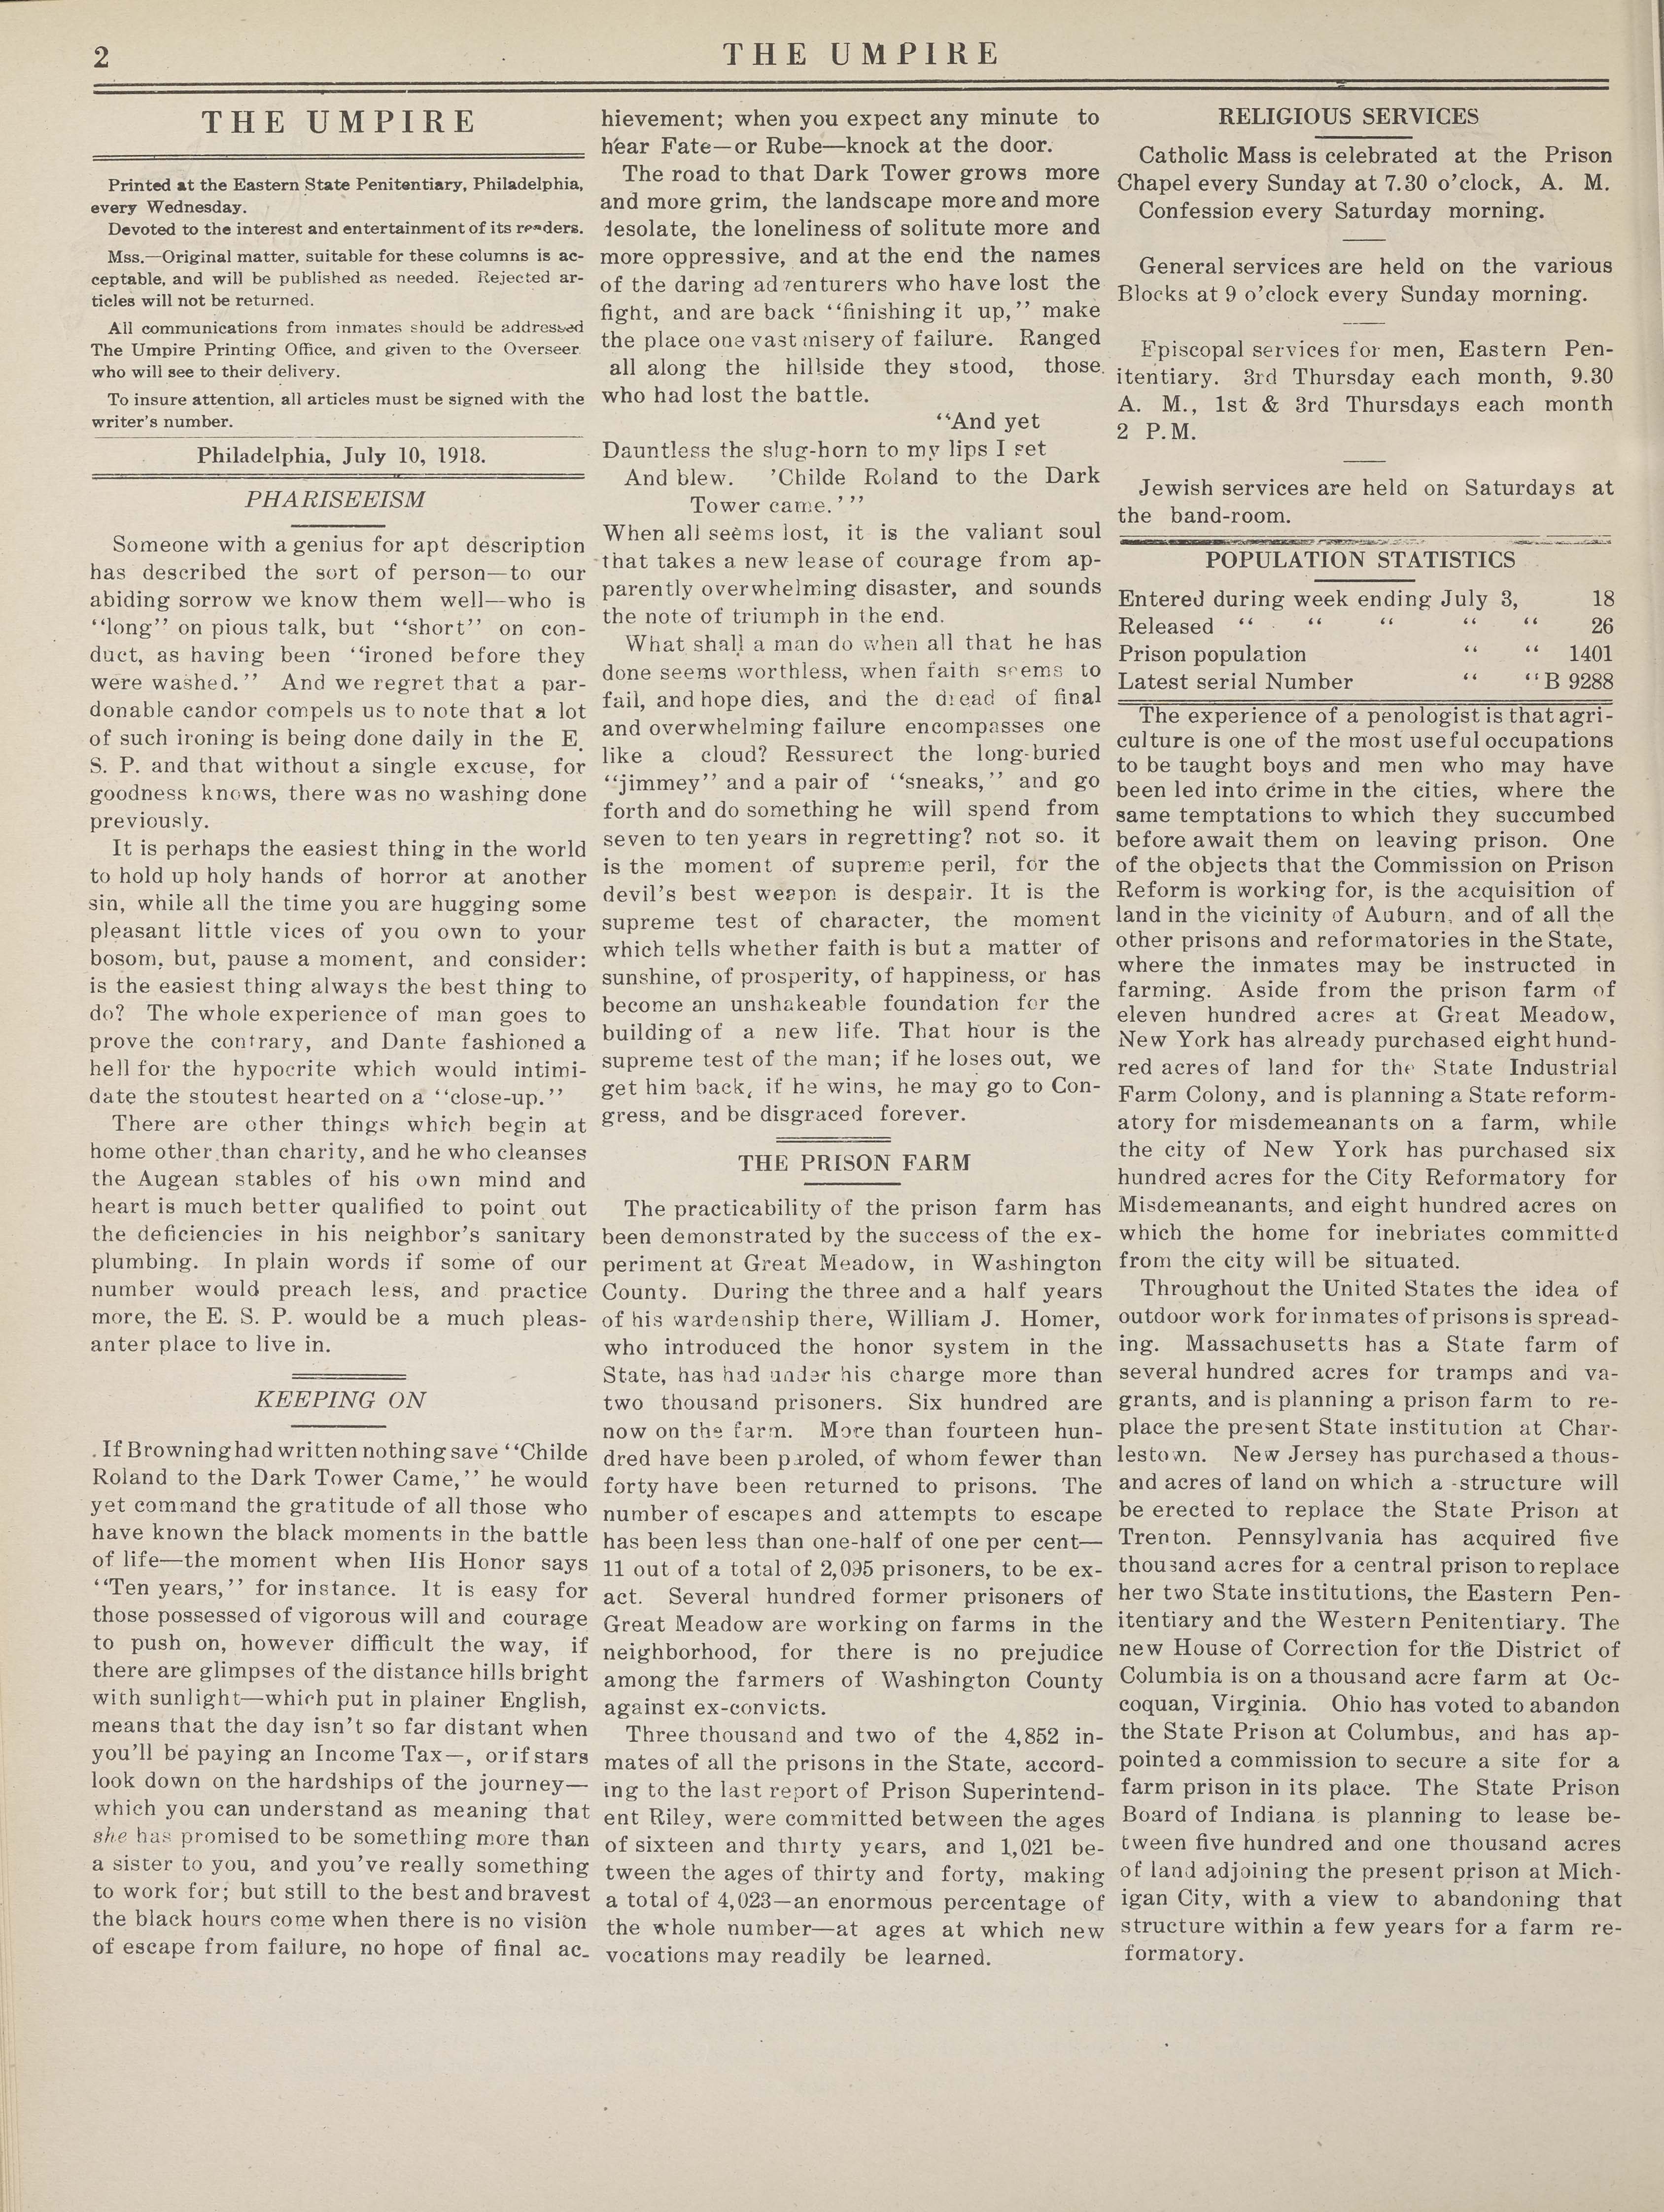 2
THE UMPIRE
THE UMPIRE
Printed at the Eastern State Penitentiary, Philadelphia,
every Wednesday.
Devoted to the interest and entertainment of its readers.
Mss.—Original matter, suitable for these columns is ac-
ceptable, and will be published as needed. Rejected ar-
ticles will not be returned.
All communications from inmates should be addressed
The Umpire Printing Office, and given to the Overseer
who will see to their delivery.
To insure attention, all articles must be signed with the
writer's number.
Philadelphia, July 10, 1918.
PHARISEEISM
Someone with a genius for apt description
has described the sort of person—to our
abiding sorrow we know them well—who is
"long" on pious talk, but "short" on con-
duct, as having been "ironed before they
were washed." And we regret that a par-
donable candor compels us to note that a lot
of such ironing is being done daily in the E.
S. P. and that without a single excuse, for
goodness knows, there was no washing done
previously.
It is perhaps the easiest thing in the world
to hold up holy hands of horror at another
sin, while all the time you are hugging some
pleasant little vices of you own to your
bosom, but, pause a moment, and consider:
is the easiest thing always the best thing to
do? The whole experience of man goes to
prove the contrary, and Dante fashioned a
hell for the hypocrite which would intimi-
date the stoutest hearted on a "close-up."
There are other things which begin at
home other than charity, and he who cleanses
the Augean stables of his own mind and
heart is much better qualified to point out
the deficiencies in his neighbor's sanitary
plumbing. In plain words if some of our
number would preach less, and practice
more, the E. S. P. would be a much pleas-
anter place to live in.
KEEPING ON
If Browning had written nothing save "Childe
Roland to the Dark Tower Came," he would
yet command the gratitude of all those who
have known the black moments in the battle
of life—the moment when His Honor says
"Ten years," for instance. It is easy for
those possessed of vigorous will and courage
to push on, however difficult the way, if
there are glimpses of the distance hills bright
with sunlight—which put in plainer English,
means that the day isn't so far distant when
you'll be paying an Income Tax—, or if stars
look down on the hardships of the journey—
which you can understand as meaning that
she has promised to be something more than
a sister to you, and you've really something
to work for; but still to the best and bravest
the black hours come when there is no vision
of escape from failure, no hope of final ac-
hievement; when you expect any minute to
hear Fate—or Rube—knock at the door.
The road to that Dark Tower grows more
and more grim, the landscape more and more
desolate, the loneliness of solitute more and
more oppressive, and at the end the names
of the daring adventurers who have lost the
fight, and are back "finishing it up," make
the place one vast misery of failure. Ranged
all along the hillside they stood, those
who had lost the battle.
"And yet
Dauntless the slug-horn to my lips I set
And blew. 'Childe Roland to the Dark
Tower came.'"
When all seems lost, it is the valiant soul
that takes a new lease of courage from ap-
parently overwhelming disaster, and sounds
the note of triumph in the end.
What shall a man do when all that he has
done seems worthless, when faith seems to
fail, and hope dies, and the dread of final
and overwhelming failure encompasses one
like a cloud? Ressurect the long-buried
"jimmey" and a pair of "sneaks," and go
forth and do something he will spend from
seven to ten years in regretting? not so. it
is the moment of supreme peril, for the
devil's best weapon is despair. It is the
supreme test of character, the moment
which tells whether faith is but a matter of
sunshine, of prosperity, of happiness, or has
become an unshakeable foundation for the
building of a new life. That hour is the
supreme test of the man; if he loses out, we
get him back, if he wins, he may go to Con-
gress, and be disgraced forever.
THE PRISON FARM
The practicability of the prison farm has
been demonstrated by the success of the ex-
periment at Great Meadow, in Washington
County. During the three and a half years
of his wardenship there, William J. Homer,
who introduced the honor system in the
State, has had under his charge more than
two thousand prisoners. Six hundred are
now on the farm. More than fourteen hun-
dred have been paroled, of whom fewer than
forty have been returned to prisons. The
number of escapes and attempts to escape
has been less than one-half of one per cent—
11 out of a total of 2,095 prisoners, to be ex-
act. Several hundred former prisoners of
Great Meadow are working on farms in the
neighborhood, for there is no prejudice
among the farmers of Washington County
against ex-convicts.
Three thousand and two of the 4,852 in-
mates of all the prisons in the State, accord-
ing to the last report of Prison Superintend-
ent Riley, were committed between the ages
of sixteen and thirty years, and 1,021 be-
tween the ages of thirty and forty, making
a total of 4,023—an enormous percentage of
the whole number—at ages at which new
vocations may readily be learned.
RELIGIOUS SERVICES
Catholic Mass is celebrated at the Prison
Chapel every Sunday at 7.30 o'clock, A. M.
Confession every Saturday morning.
General services are held on the various
Blocks at 9 o'clock every Sunday morning.
Episcopal services for men, Eastern Pen-
itentiary. 3rd Thursday each month, 9.30
A. M., 1st & 3rd Thursdays each month
2 P.M.
Jewish services are held on Saturdays at
the band-room.
POPULATION STATISTICS
Entered during week ending July 3, 18
Released " " " " " 26
Prison population " " 1401
Latest serial Number " " B 9288
The experience of a penologist is that agri-
culture is one of the most useful occupations
to be taught boys and men who may have
been led into crime in the cities, where the
same temptations to which they succumbed
before await them on leaving prison. One
of the objects that the Commission on Prison
Reform is working for, is the acquisition of
land in the vicinity of Auburn, and of all the
other prisons and reformatories in the State,
where the inmates may be instructed in
farming. Aside from the prison farm of
eleven hundred acres at Great Meadow,
New York has already purchased eight hund-
red acres of land for the State Industrial
Farm Colony, and is planning a State reform-
atory for misdemeanants on a farm, while
the city of New York has purchased six
hundred acres for the City Reformatory for
Misdemeanants, and eight hundred acres on
which the home for inebriates committed
from the city will be situated.
Throughout the United States the idea of
outdoor work for inmates of prisons is spread-
ing. Massachusetts has a State farm of
several hundred acres for tramps and va-
grants, and is planning a prison farm to re-
place the present State institution at Char-
lestown. New Jersey has purchased a thous-
and acres of land on which a -structure will
be erected to replace the State Prison at
Trenton. Pennsylvania has acquired five
thousand acres for a central prison to replace
her two State institutions, the Eastern Pen-
itentiary and the Western Penitentiary. The
new House of Correction for the District of
Columbia is on a thousand acre farm at Oc-
coquan, Virginia. Ohio has voted to abandon
the State Prison at Columbus, and has ap-
pointed a commission to secure a site for a
farm prison in its place. The State Prison
Board of Indiana is planning to lease be-
tween five hundred and one thousand acres
of land adjoining the present prison at Mich-
igan City, with a view to abandoning that
structure within a few years for a farm re-
formatory.